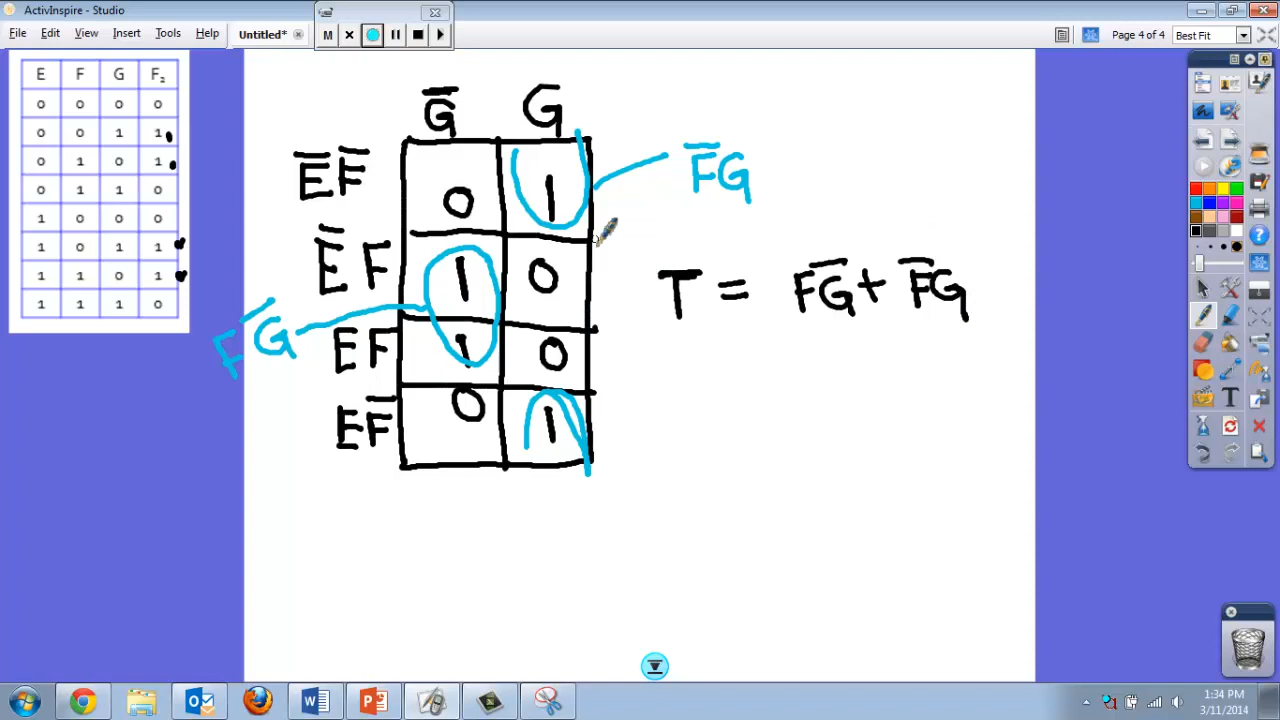 ActivInspire - Studio
File Edit View Insert Tools Help Untitled* Page 4 of 4 Best Fit
M
E F G F₂
0 0 0 0
0 0 1 1
0 1 0 1
0 1 1 0
1 0 0 0
1 0 1 1
1 1 0 1
1 1 1 0
G̅ G
E̅ F̅ 0 1 F̅G
E̅ F 1 0
T = FG̅ + F̅G
FG̅
E F 1 0
E F̅ 0 1
1:34 PM
3/11/2014